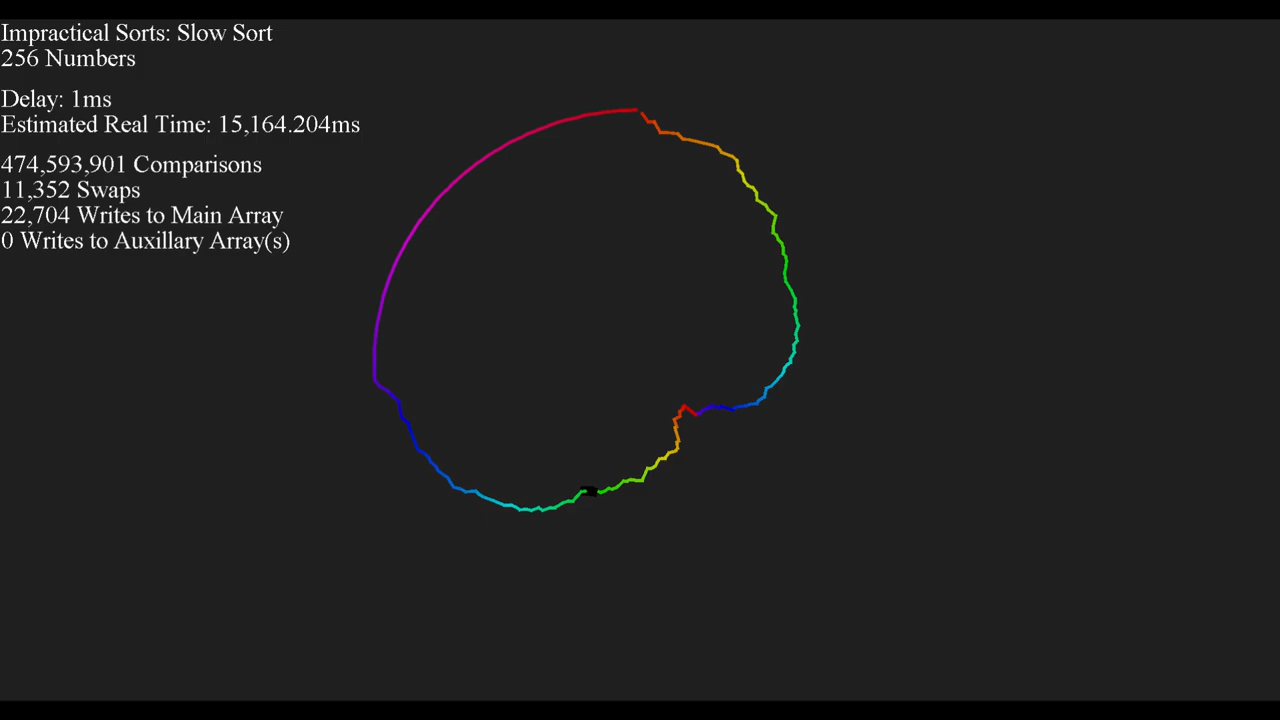 Impractical Sorts: Slow Sort
256 Numbers
Delay: 1ms
Estimated Real Time: 15,164.204ms
474,593,901 Comparisons
11,352 Swaps
22,704 Writes to Main Array
0 Writes to Auxillary Array(s)